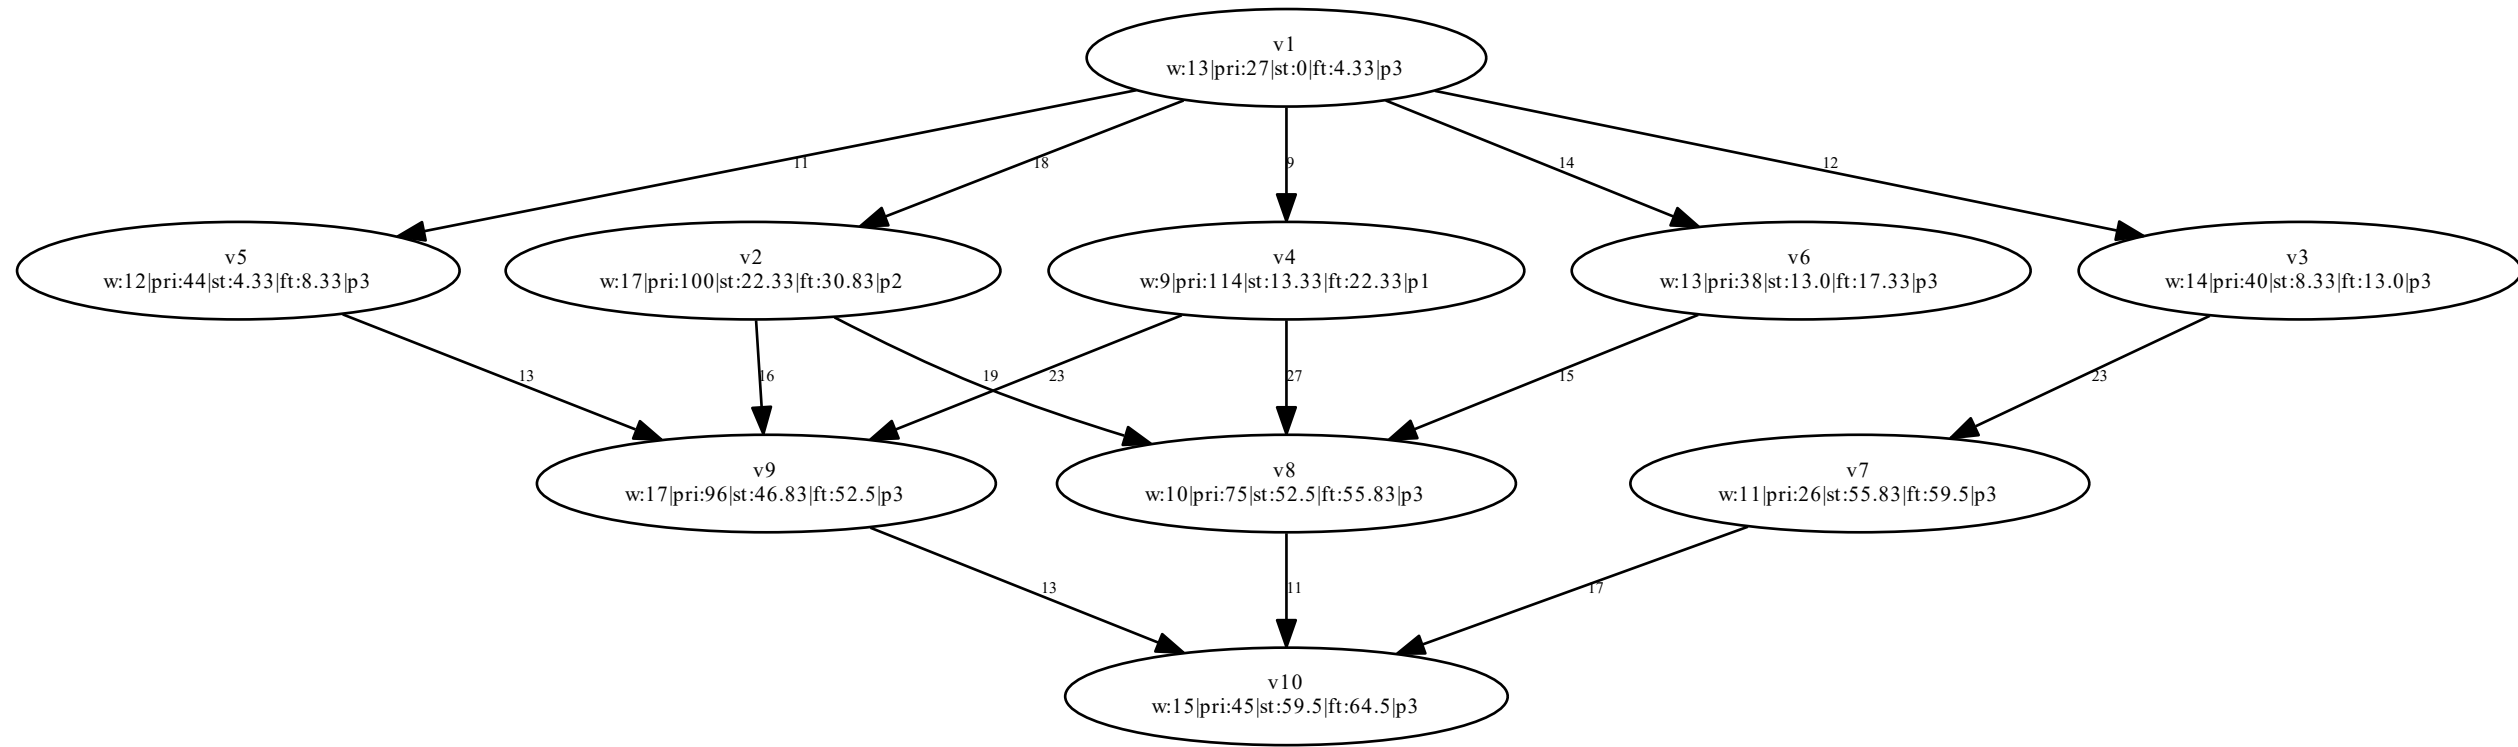 v1
w:13|pri:27|st:0|ft:4.33|p3
11
18
9
14
12
v5
w:12|pri:44|st:4.33|ft:8.33|p3
v2
w:17|pri:100|st:22.33|ft:30.83|p2
v4
w:9|pri:114|st:13.33|ft:22.33|p1
v6
w:13|pri:38|st:13.0|ft:17.33|p3
v3
w:14|pri:40|st:8.33|ft:13.0|p3
13
16
19
23
27
15
23
v9
w:17|pri:96|st:46.83|ft:52.5|p3
v8
w:10|pri:75|st:52.5|ft:55.83|p3
v7
w:11|pri:26|st:55.83|ft:59.5|p3
13
11
17
v10
w:15|pri:45|st:59.5|ft:64.5|p3